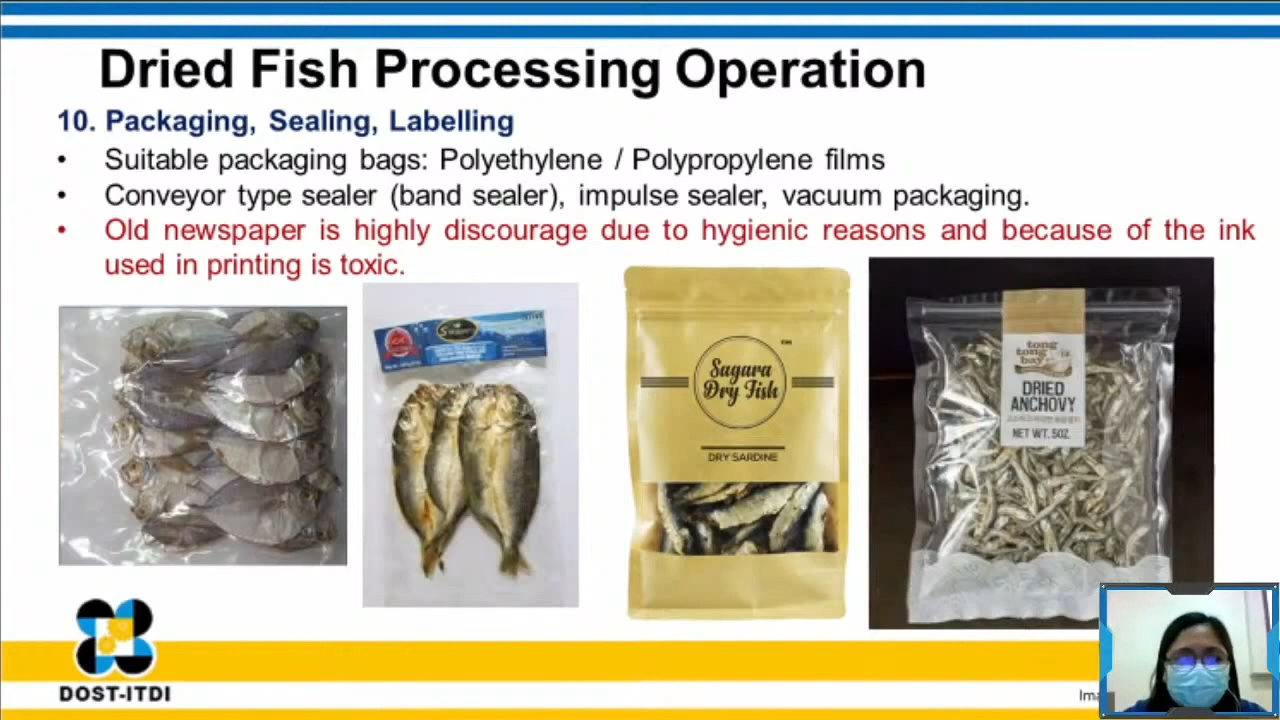 Dried Fish Processing Operation
10. Packaging, Sealing, Labelling
• Suitable packaging bags: Polyethylene / Polypropylene films
• Conveyor type sealer (band sealer), impulse sealer, vacuum packaging.
• Old newspaper is highly discourage due to hygienic reasons and because of the ink
used in printing is toxic.
Sagara
Dry Fish
DRY SARDINE
tong
tong
bay
DRIED
ANCHOVY
NET WT. 5OZ.
DOST-ITDI